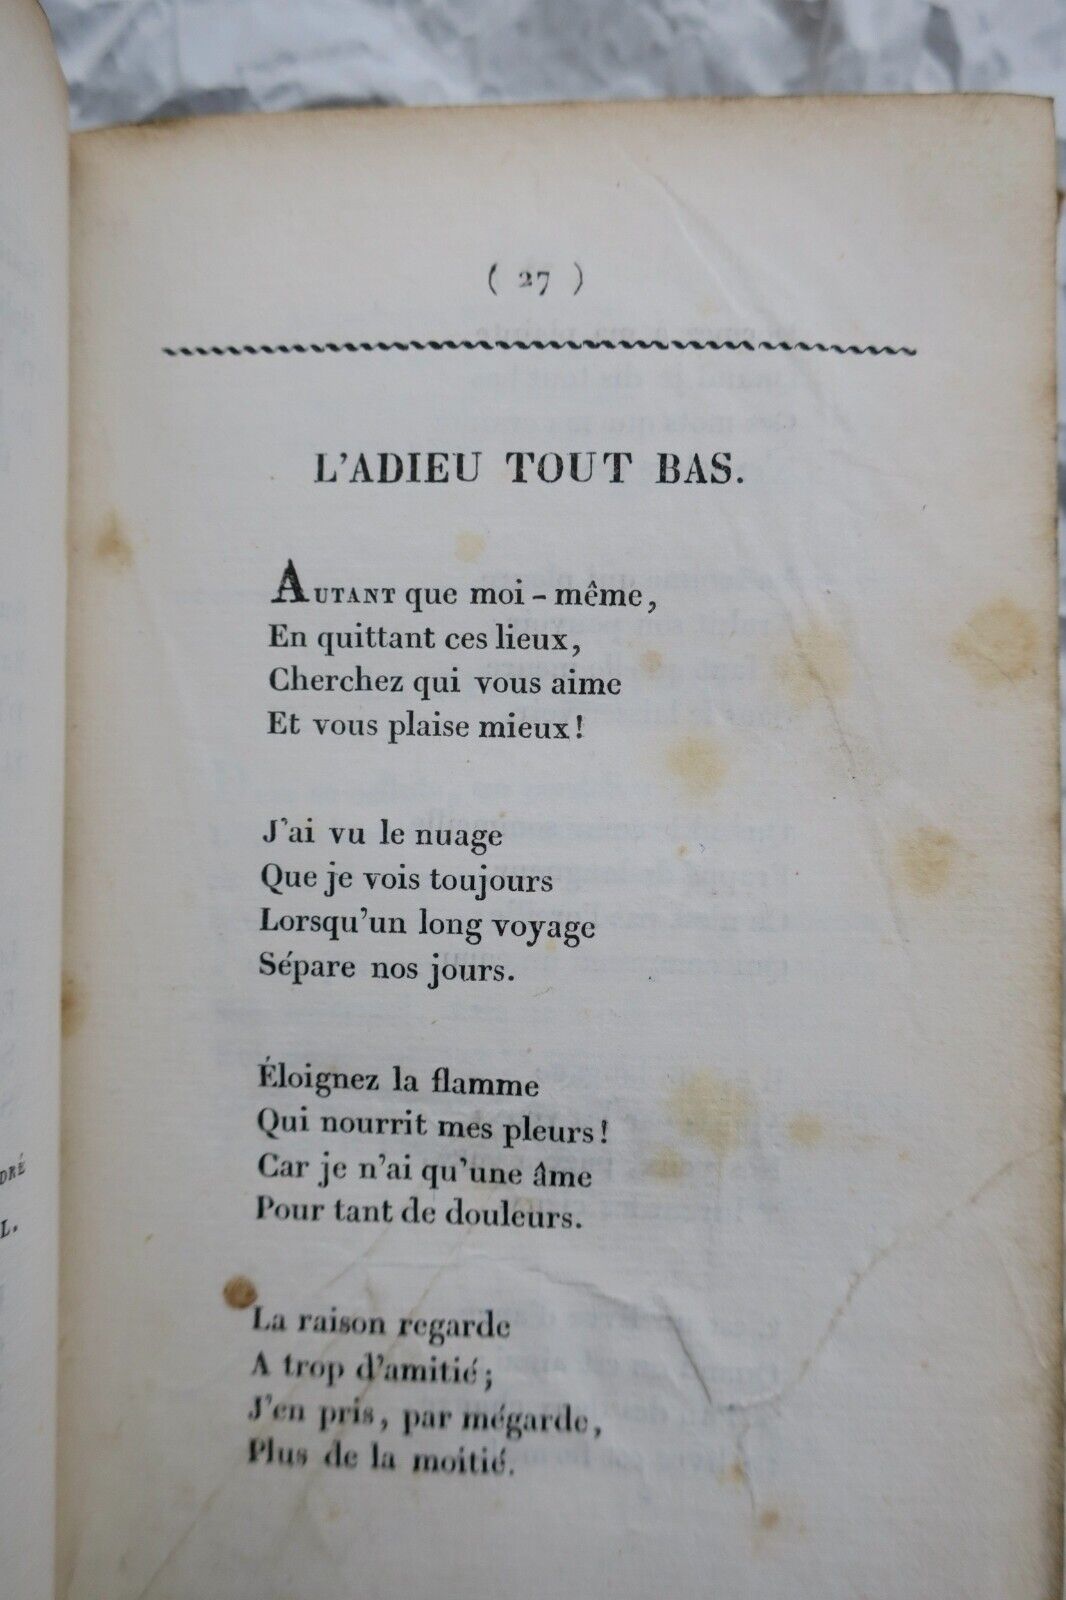 ( 27 )
L'ADIEU TOUT BAS.
AUTANT que moi-même,
En quittant ces lieux,
Cherchez qui vous aime
Et vous plaise mieux!
J'ai vu le nuage
Que je vois toujours
Lorsqu'un long voyage
Sépare nos jours.
Éloignez la flamme
Qui nourrit mes pleurs!
Car je n'ai qu'une âme
Pour tant de douleurs.
La raison regarde
A trop d'amitié;
J'en pris, par mégarde,
Plus de la moitié.
DRÉ
L.